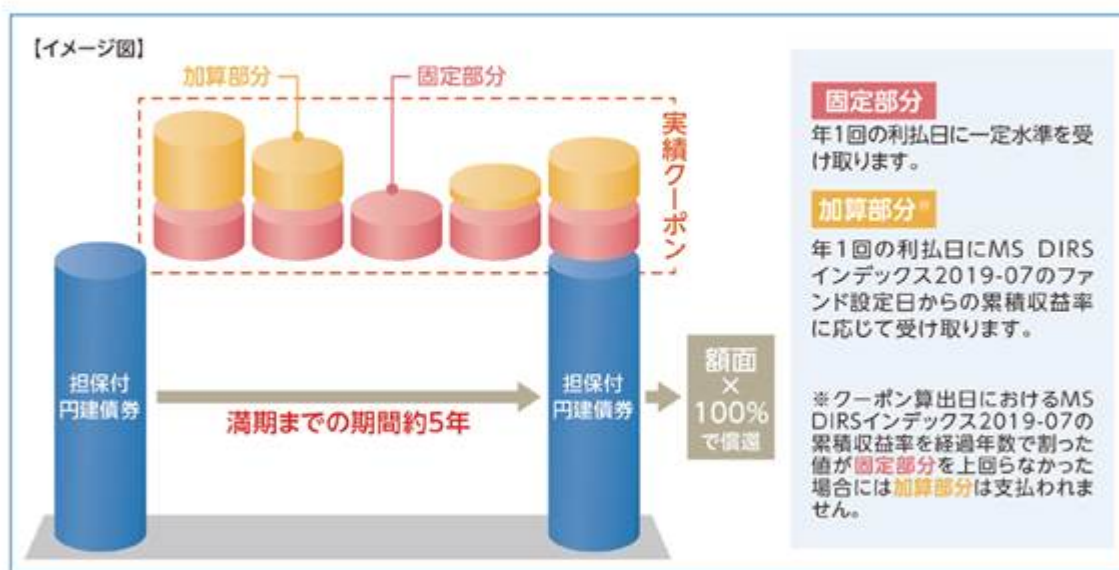 【イメージ図】
加算部分
固定部分
実績クーポン
担保付
円建債券
満期までの期間約5年
担保付
円建債券
額面
×
100%
で償還
固定部分
年1回の利払日に一定水準を受
け取ります。
加算部分※
年1回の利払日にMS DIRS
インデックス2019-07のファ
ンド設定日からの累積収益率
に応じて受け取ります。
※クーポン算出日におけるMS
DIRSインデックス2019-07の
累積収益率を経過年数で割った
値が固定部分を上回らなかった
場合には加算部分は支払われま
せん。